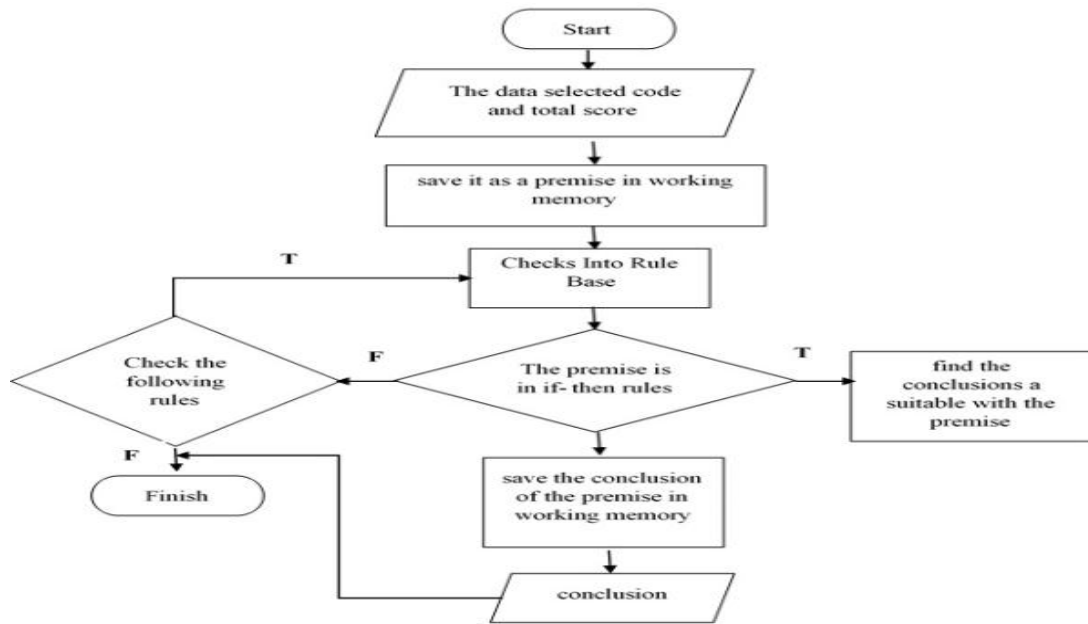 Start
The data selected code
and total score
save it as a premise in working
memory
T
Checks Into Rule
Base
Check the
following
rules
F
The premise is
in if- then rules
T
find the
conclusions a
suitable with the
premise
F
Finish
save the conclusion
of the premise in
working memory
conclusion